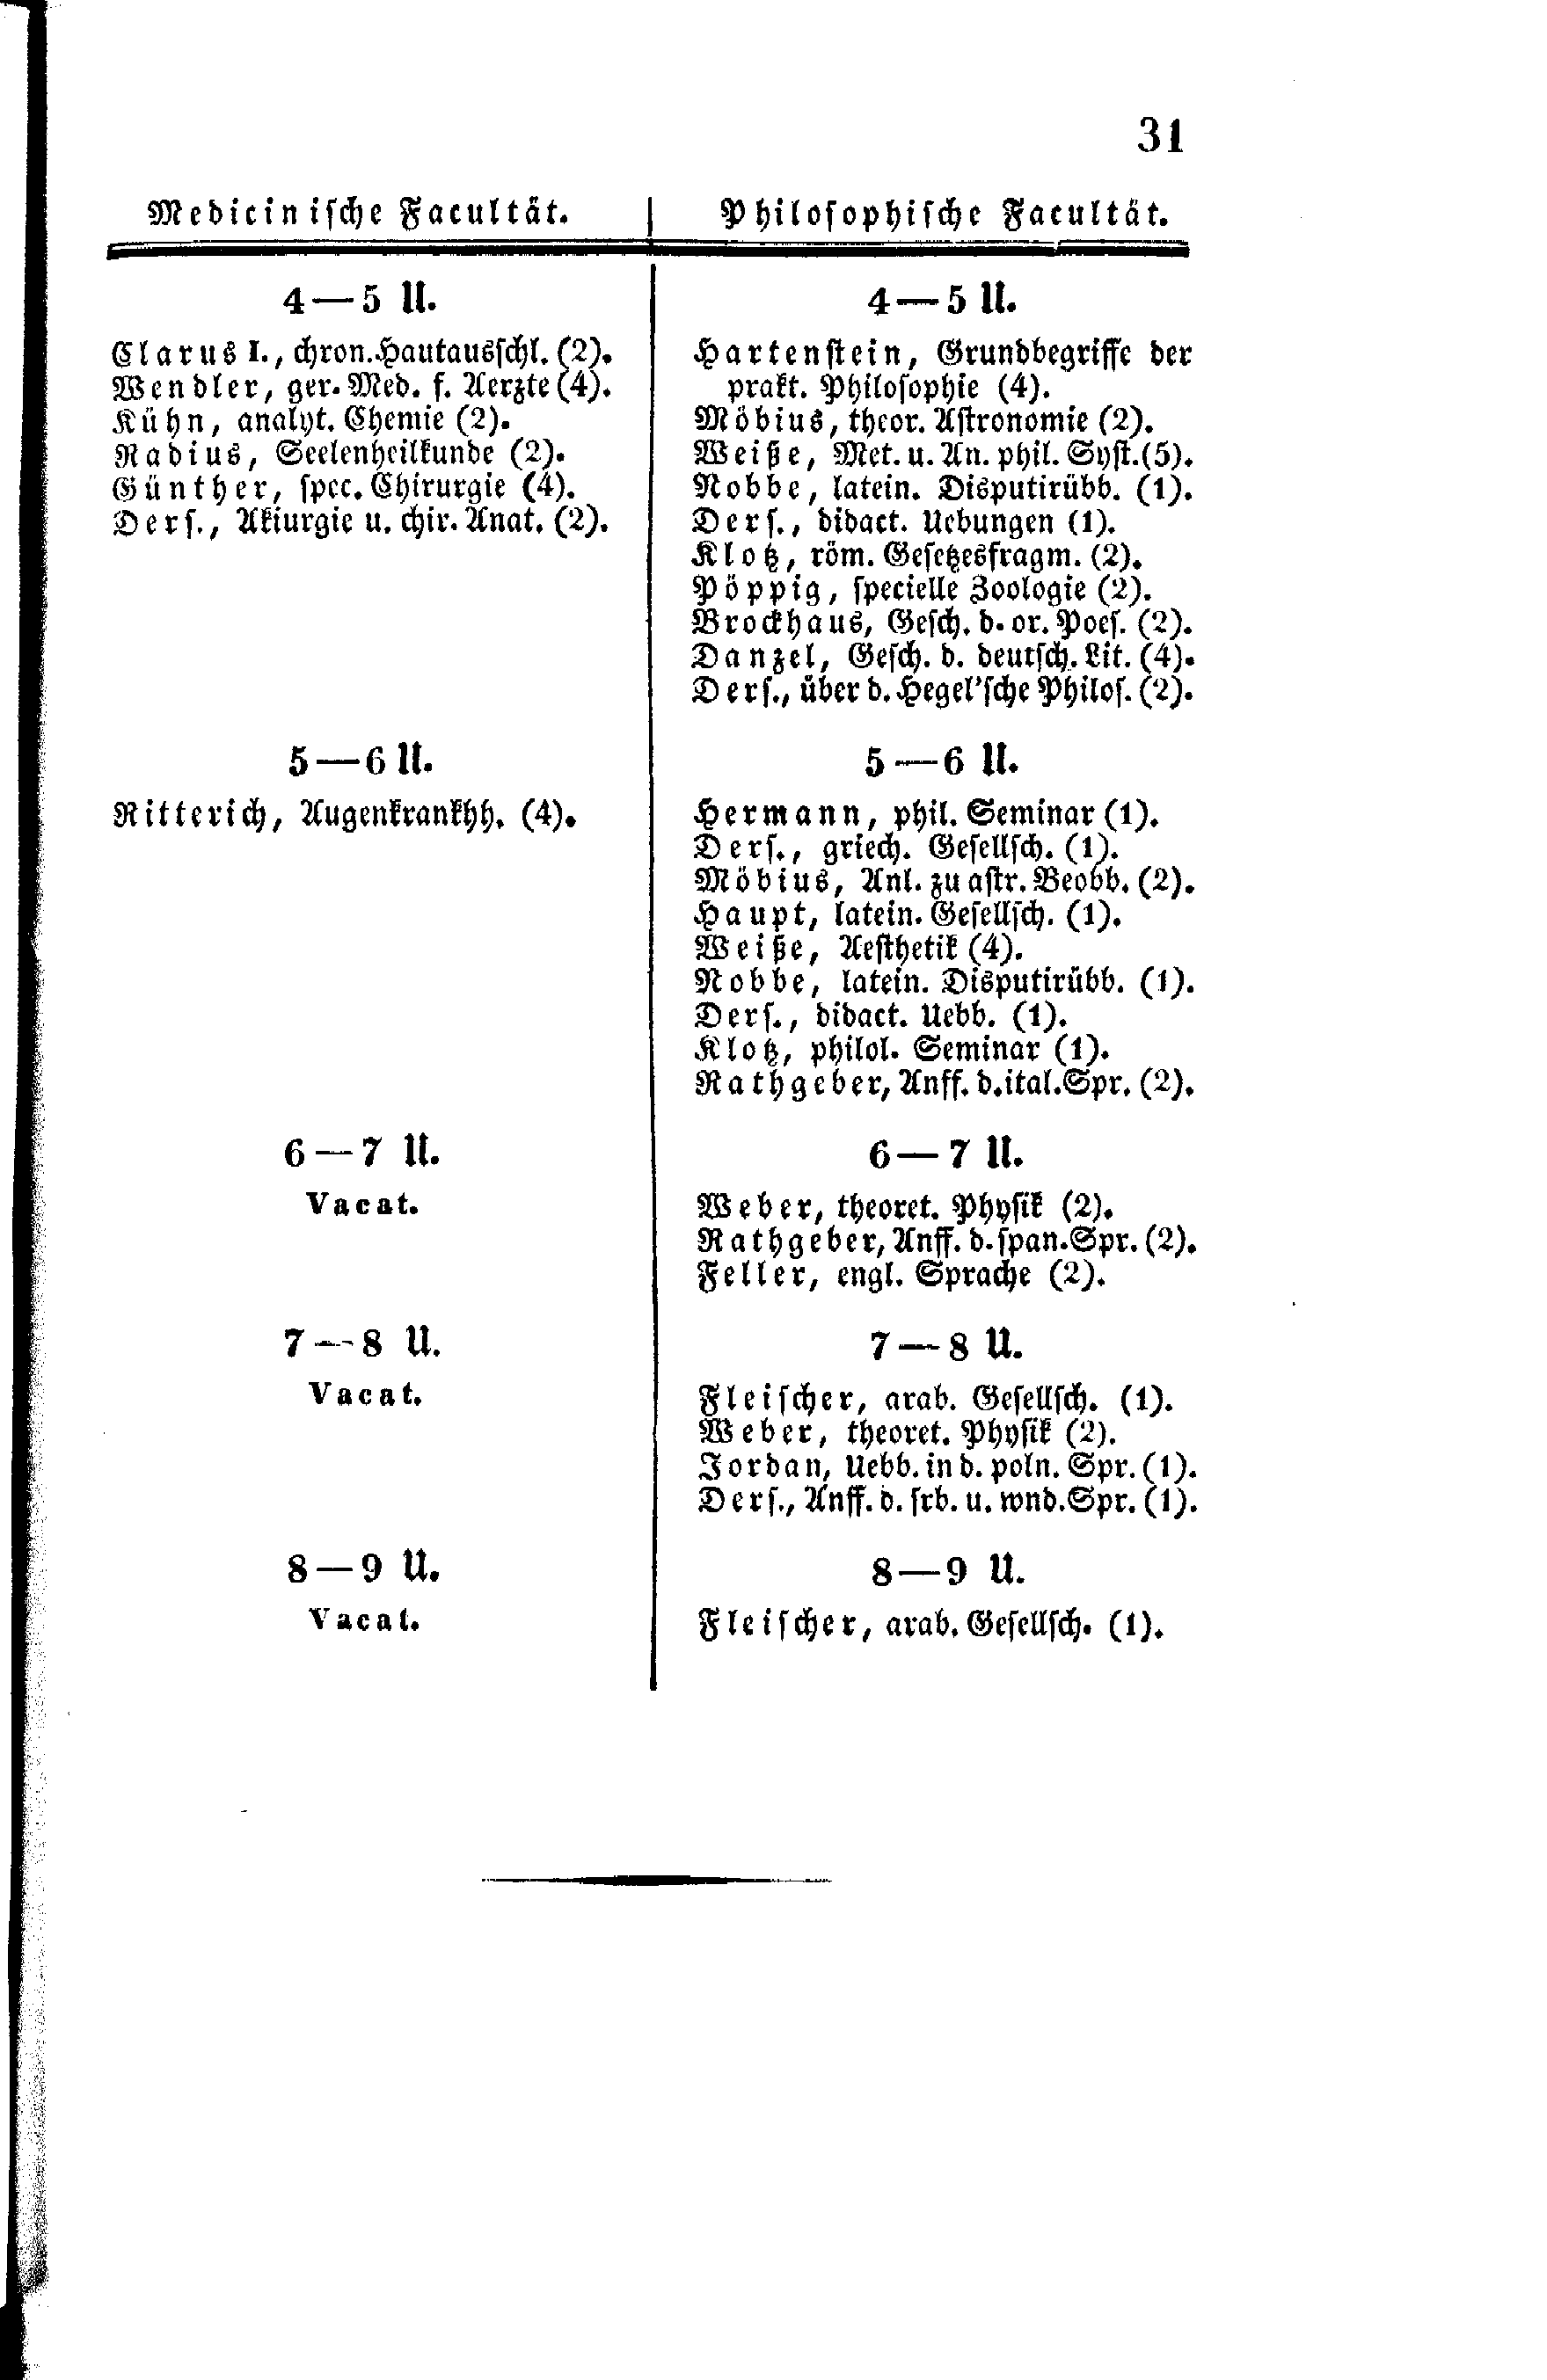 31
Medicinische Facultät.
4—5 U.
Clarus I., chron. Hautausschl. (2).
Wendler, ger. Med. f. Aerzte (4).
Kühn, analyt. Chemie (2).
Radius, Seelenheilkunde (2).
Günther, spec. Chirurgie (4).
Ders., Akiurgie u. chir. Anat. (2).
5—6 U.
Ritterich, Augenkrankhh. (4).
6—7 U.
Vacat.
7—8 U.
Vacat.
8—9 U.
Vacat.
Philosophische Facultät.
4—5 U.
Hartenstein, Grundbegriffe der
prakt. Philosophie (4).
Möbius, theor. Astronomie (2).
Weiße, Met. u. An. phil. Syst. (5).
Nobbe, latein. Disputirübb. (1).
Ders., didact. Uebungen (1).
Klotz, röm. Gesetzesfragm. (2).
Pöppig, specielle Zoologie (2).
Brockhaus, Gesch. d. or. Poes. (2).
Danzel, Gesch. d. deutsch. Lit. (4).
Ders., über d. Hegel'sche Philos. (2).
5—6 U.
Hermann, phil. Seminar (1).
Ders., griech. Gesellsch. (1).
Möbius, Anl. zu astr. Beobb. (2).
Haupt, latein. Gesellsch. (1).
Weiße, Aesthetik (4).
Nobbe, latein. Disputirübb. (1).
Ders., didact. Uebb. (1).
Klotz, philol. Seminar (1).
Rathgeber, Anff. d. ital. Spr. (2).
6—7 U.
Weber, theoret. Physik (2).
Rathgeber, Anff. d. span. Spr. (2).
Feller, engl. Sprache (2).
7—8 U.
Fleischer, arab. Gesellsch. (1).
Weber, theoret. Physik (2).
Jordan, Uebb. in d. poln. Spr. (1).
Ders., Anff. d. srb. u. wnd. Spr. (1).
8—9 U.
Fleischer, arab. Gesellsch. (1).